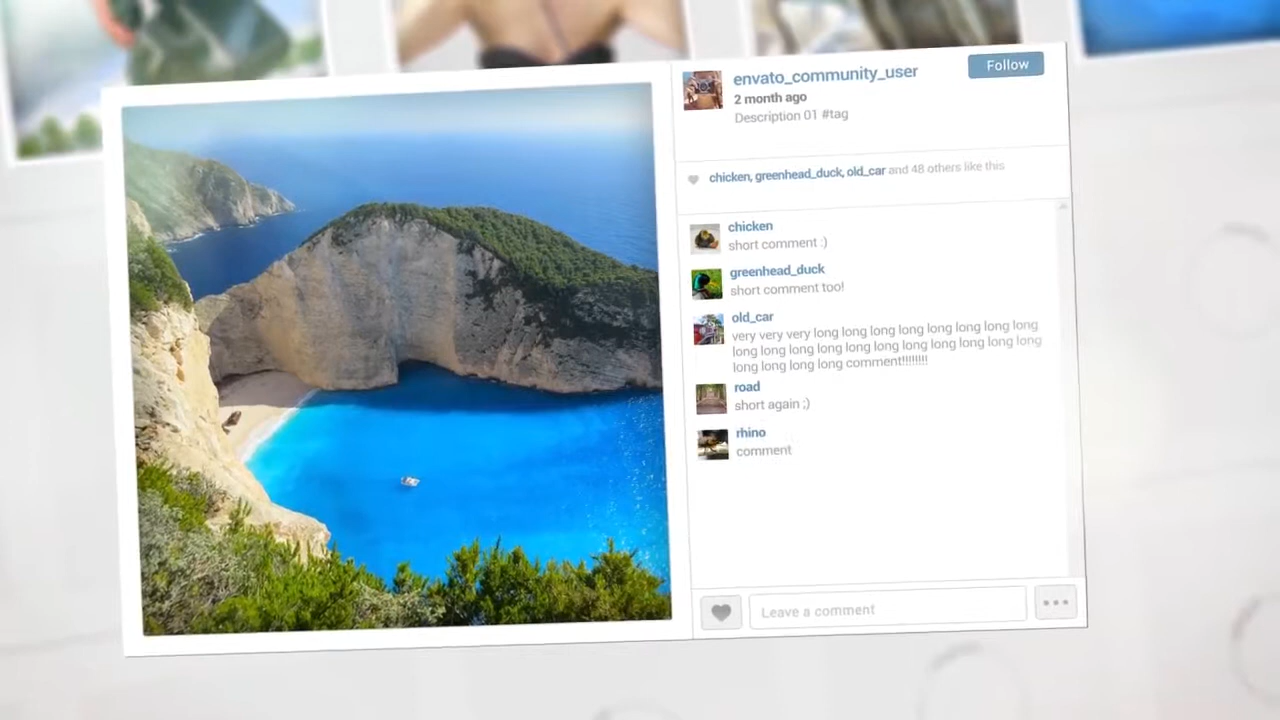 envato_community_user
Follow
2 month ago
Description 01 #tag
chicken, greenhead_duck, old_car and 48 others like this
chicken
short comment :)
greenhead_duck
short comment too!
old_car
very very very long long long long long long long long
long long long long long long long long long long long
long long long long comment!!!!!!!!
road
short again ;)
rhino
comment
Leave a comment